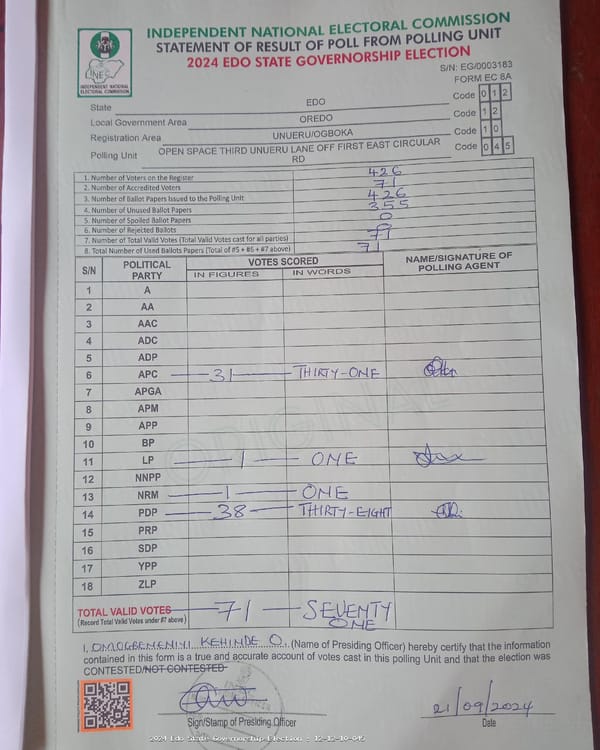 INDEPENDENT NATIONAL ELECTORAL COMMISSION
STATEMENT OF RESULT OF POLL FROM POLLING UNIT
2024 EDO STATE GOVERNORSHIP ELECTION
INEC
INDEPENDENT NATIONAL
ELECTORAL COMMISSION
S/N: EG/0003183
FORM EC 8A
State EDO Code 0 1 2
Local Government Area OREDO Code 1 2
Registration Area UNUERU/OGBOKA Code 1 0
Polling Unit OPEN SPACE THIRD UNUERU LANE OFF FIRST EAST CIRCULAR RD Code 0 4 5
1. Number of Voters on the Register 426
2. Number of Accredited Voters 71
3. Number of Ballot Papers Issued to the Polling Unit 426
4. Number of Unused Ballot Papers 355
5. Number of Spoiled Ballot Papers 0
6. Number of Rejected Ballots
7. Number of Total Valid Votes (Total Valid Votes cast for all parties) 71
8. Total Number of Used Ballots Papers (Total of #5 + #6 + #7 above) 71
S/N POLITICAL PARTY VOTES SCORED NAME/SIGNATURE OF POLLING AGENT
IN FIGURES IN WORDS
1 A
2 AA
3 AAC
4 ADC
5 ADP
6 APC 31 THIRTY-ONE
7 APGA
8 APM
9 APP
10 BP
11 LP 1 ONE
12 NNPP
13 NRM 1 ONE
14 PDP 38 THIRTY-EIGHT
15 PRP
16 SDP
17 YPP
18 ZLP
ORIGINAL
TOTAL VALID VOTES 71 SEVENTY ONE
(Record Total Valid Votes under #7 above)
I, OMOGBEMENIYI KEHINDE O. (Name of Presiding Officer) hereby certify that the information
contained in this form is a true and accurate account of votes cast in this polling Unit and that the election was
CONTESTED/NOT CONTESTED
21/09/2024
Sign/Stamp of Presiding Officer Date
2024 Edo State Governorship Election - 12-12-10-045